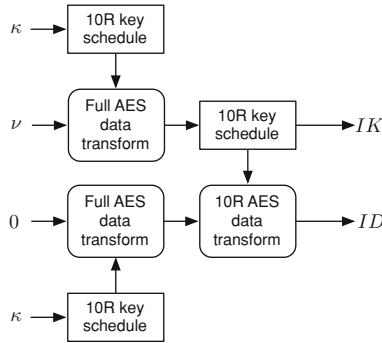 κ
10R key
schedule
ν
Full AES
data
transform
10R key
schedule
IK
0
Full AES
data
transform
10R AES
data
transform
ID
κ
10R key
schedule